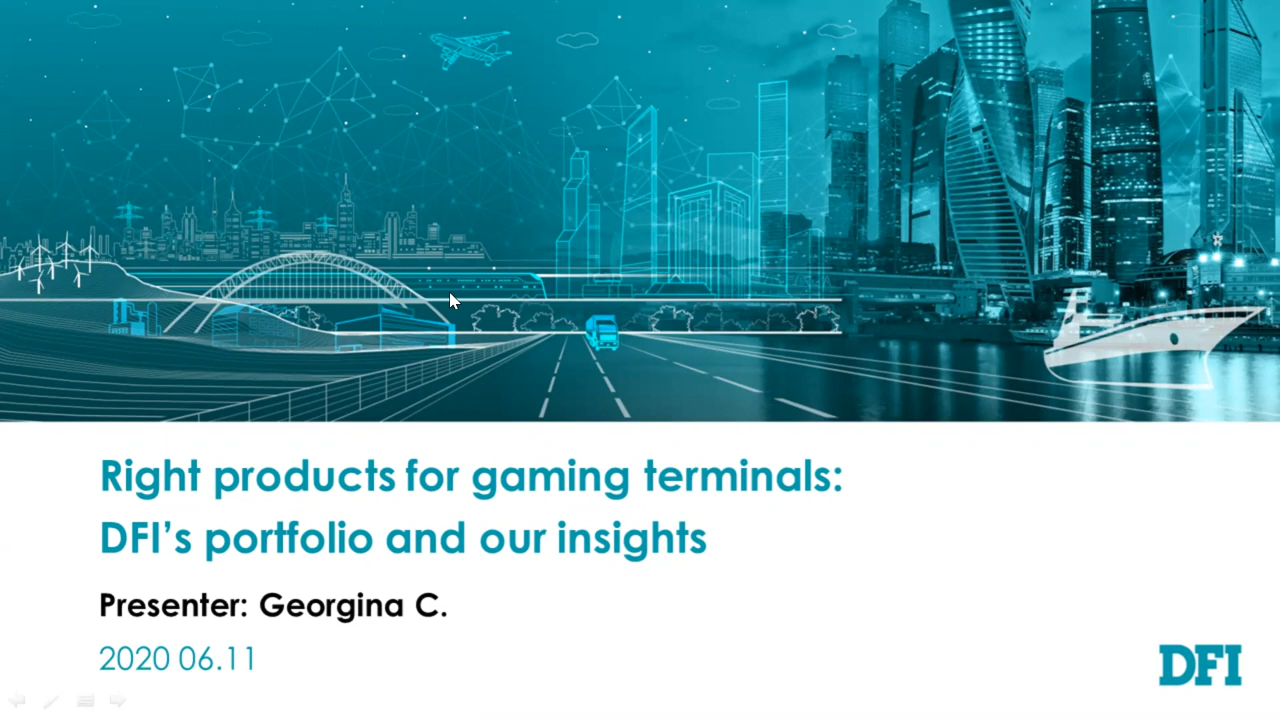 Right products for gaming terminals:
DFI's portfolio and our insights
Presenter: Georgina C.
2020 06.11
DFI